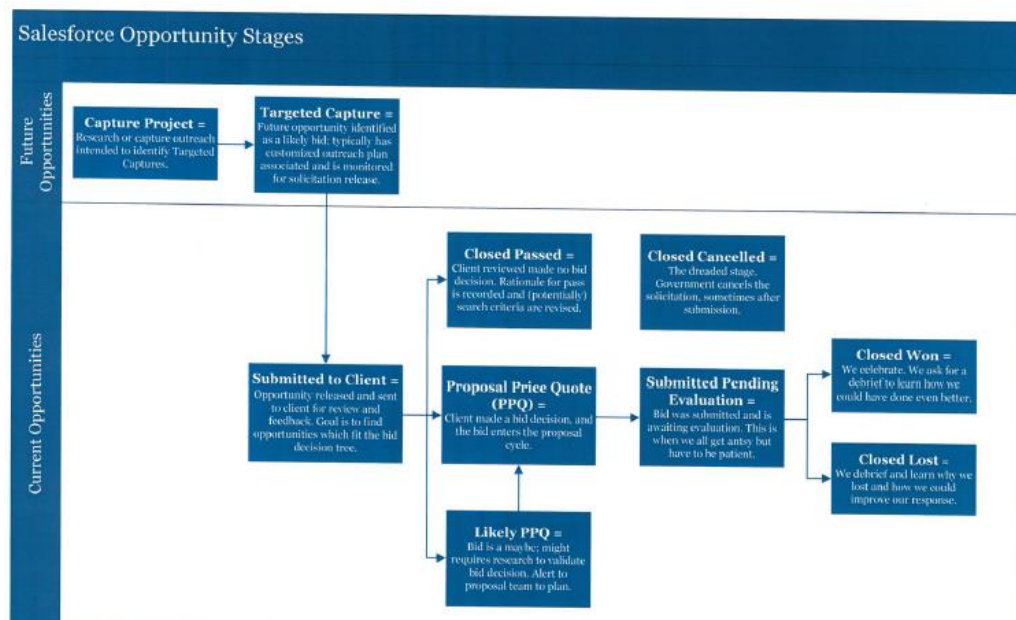 Salesforce Opportunity Stages
Future
Opportunities
Capture Project =
Research or capture outreach
intended to identify Targeted
Captures.
Targeted Capture =
Future opportunity identified
as a likely bid; typically has
customized outreach plan
associated and is monitored
for solicitation release.
Current Opportunities
Closed Passed =
Client reviewed made no bid
decision. Rationale for pass
is recorded and (potentially)
search criteria are revised.
Closed Cancelled =
The dreaded stage.
Government cancels the
solicitation, sometimes after
submission.
Submitted to Client =
Opportunity released and sent
to client for review and
feedback. Goal is to find
opportunities which fit the bid
decision tree.
Proposal Price Quote
(PPQ) =
Client made a bid decision, and
the bid enters the proposal
cycle.
Submitted Pending
Evaluation =
Bid was submitted and is
awaiting evaluation. This is
when we all get antsy but
have to be patient.
Closed Won =
We celebrate. We ask for a
debrief to learn how we
could have done even better.
Closed Lost =
We debrief and learn why we
lost and how we could
improve our response.
Likely PPQ =
Bid is a maybe; might
requires research to validate
bid decision. Alert to
proposal team to plan.